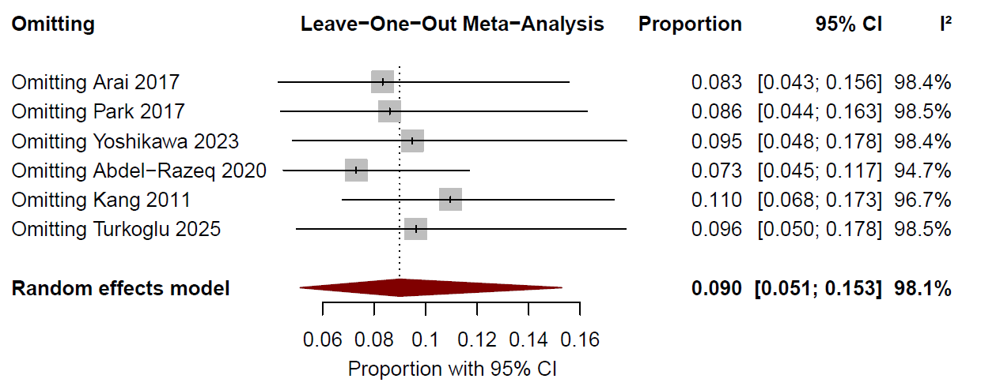 Omitting Leave−One−Out Meta−Analysis Proportion 95% CI I²
Omitting Arai 2017 0.083 [0.043; 0.156] 98.4%
Omitting Park 2017 0.086 [0.044; 0.163] 98.5%
Omitting Yoshikawa 2023 0.095 [0.048; 0.178] 98.4%
Omitting Abdel−Razeq 2020 0.073 [0.045; 0.117] 94.7%
Omitting Kang 2011 0.110 [0.068; 0.173] 96.7%
Omitting Turkoglu 2025 0.096 [0.050; 0.178] 98.5%
Random effects model 0.090 [0.051; 0.153] 98.1%
0.06 0.08 0.1 0.12 0.14 0.16
Proportion with 95% CI